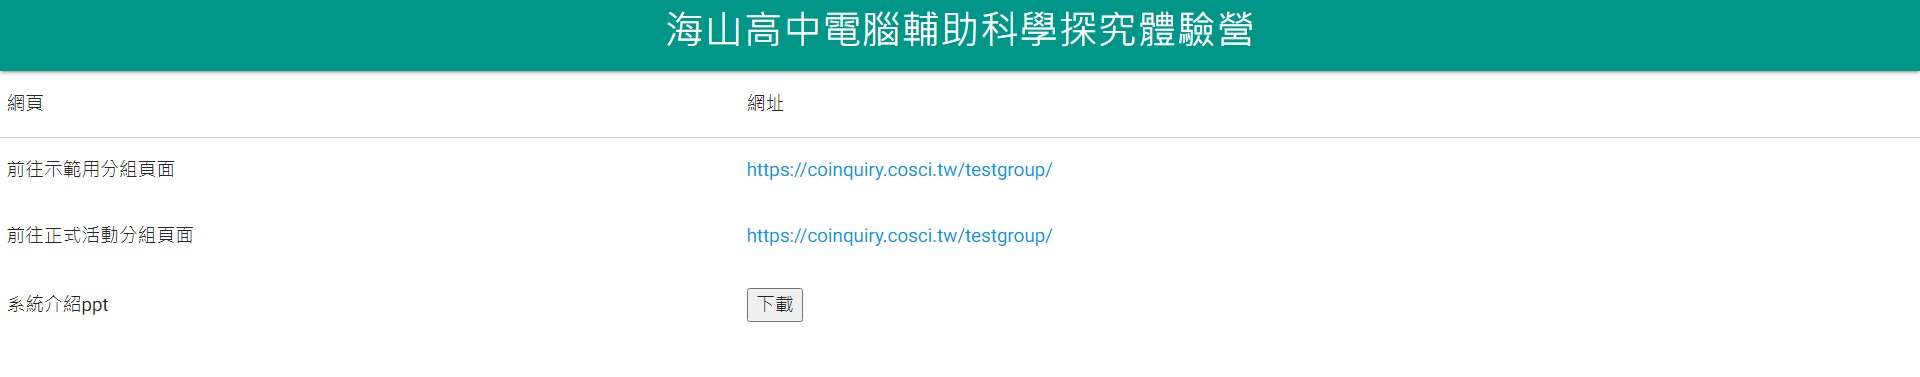 海山高中電腦輔助科學探究體驗營
網頁 網址
前往示範用分組頁面 https://coinquiry.cosci.tw/testgroup/
前往正式活動分組頁面 https://coinquiry.cosci.tw/testgroup/
系統介紹ppt 下載